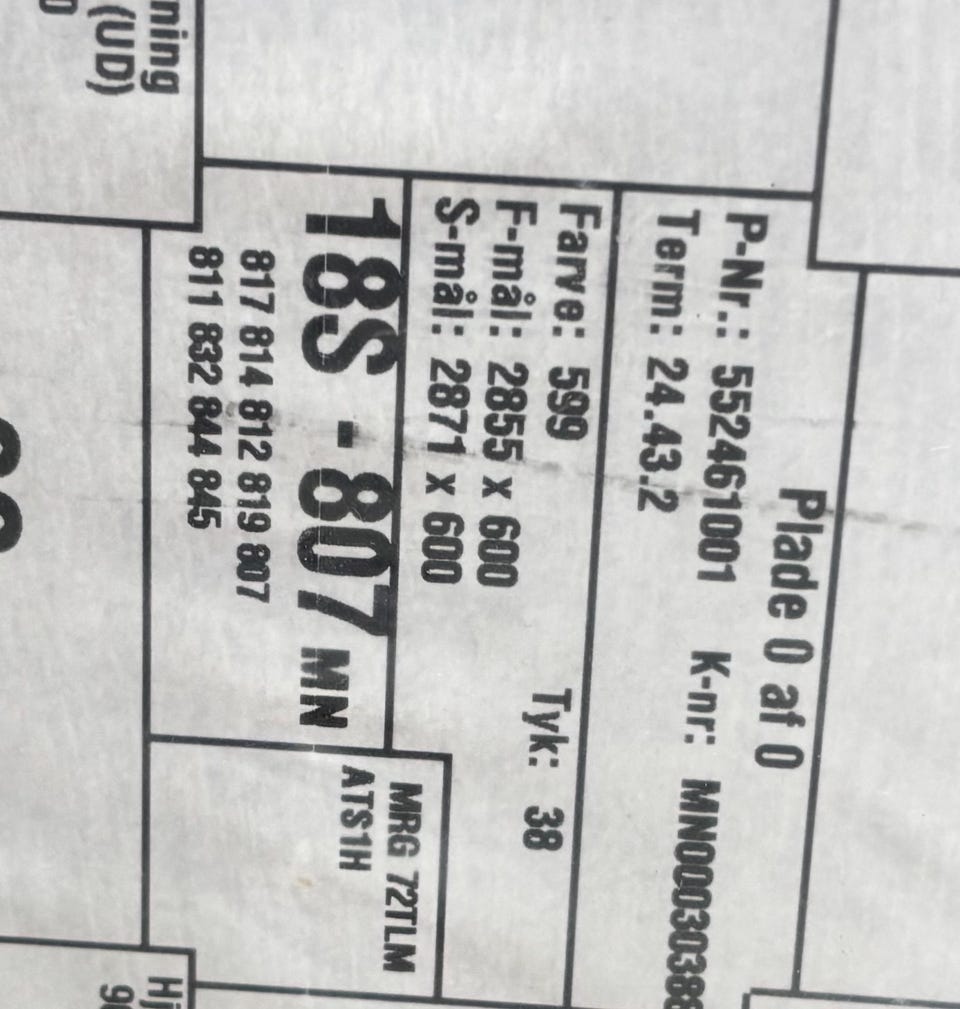 Plade 0 af 0
P-Nr.: 552461001 K-nr: MN00030388
Term: 24.43.2
Farve: 599 Tyk: 38
F-mål: 2855 x 600
S-mål: 2871 x 600
18S - 807 MN
817 814 812 819 807
811 832 844 845
MRG 72TLM
ATS1H
ning
(UD)
0